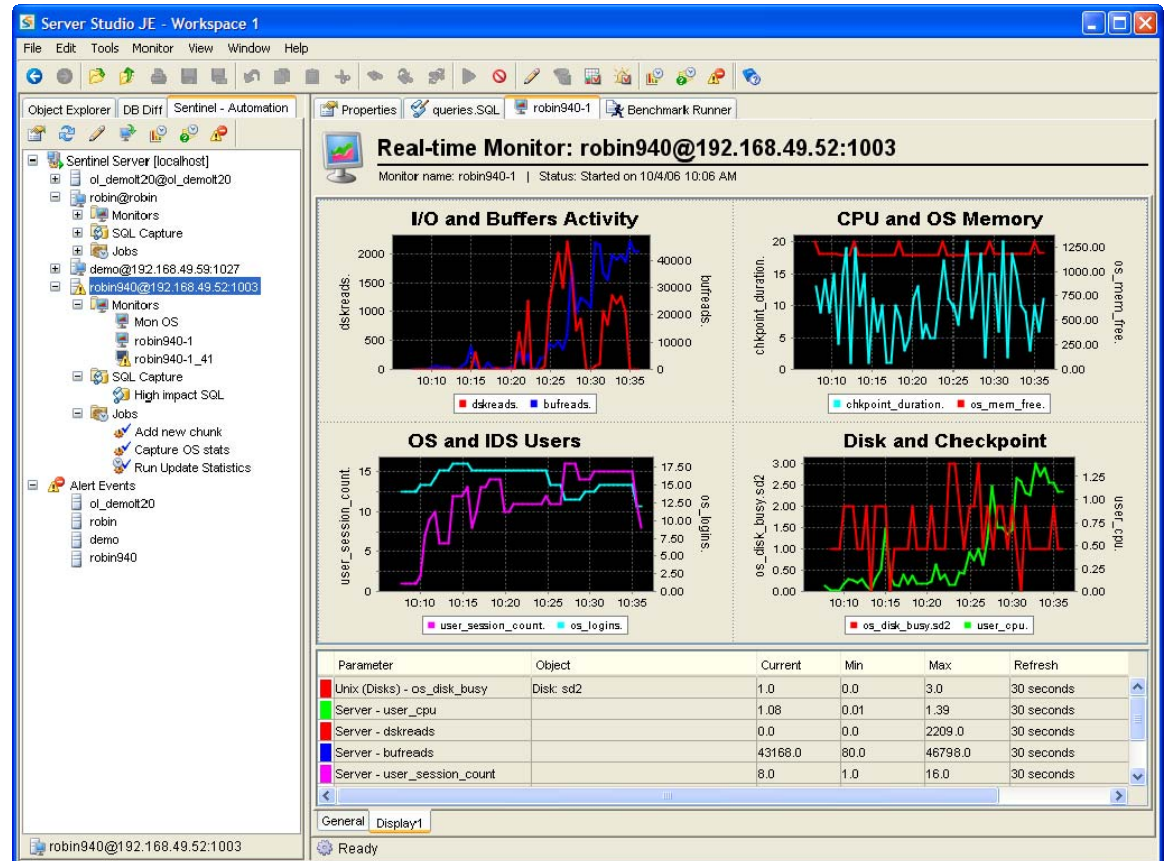 Server Studio JE - Workspace 1
File Edit Tools Monitor View Window Help
Object Explorer DB Diff Sentinel - Automation
Sentinel Server [localhost]
ol_demoit20@ol_demoit20
robin@robin
Monitors
SQL Capture
Jobs
demo@192.168.49.59:1027
robin940@192.168.49.52:1003
Monitors
Mon OS
robin940-1
robin940-1_41
SQL Capture
High impact SQL
Jobs
Add new chunk
Capture OS stats
Run Update Statistics
Alert Events
ol_demoit20
robin
demo
robin940
robin940@192.168.49.52:1003
Properties queries.SQL robin940-1 Benchmark Runner
Real-time Monitor: robin940@192.168.49.52:1003
Monitor name: robin940-1 | Status: Started on 10/4/06 10:06 AM
I/O and Buffers Activity
dskreads.
2000
1500
1000
500
0
40000
30000
20000
10000
0
bufreads.
10:10 10:15 10:20 10:25 10:30 10:35
dskreads. bufreads.
CPU and OS Memory
chkpoint_duration.
20
15
10
5
0
1250.00
1000.00
750.00
500.00
250.00
0.00
os_mem_free.
10:10 10:15 10:20 10:25 10:30 10:35
chkpoint_duration. os_mem_free.
OS and IDS Users
user_session_count.
15
10
5
0
17.50
15.00
12.50
10.00
7.50
5.00
2.50
0.00
os_logins.
10:10 10:15 10:20 10:25 10:30 10:35
user_session_count. os_logins.
Disk and Checkpoint
os_disk_busy.sd2
3.00
2.50
2.00
1.50
1.00
0.50
0.00
1.25
1.00
0.75
0.50
0.25
0.00
user_cpu.
10:10 10:15 10:20 10:25 10:30 10:35
os_disk_busy.sd2 user_cpu.
Parameter Object Current Min Max Refresh
Unix (Disks) - os_disk_busy Disk: sd2 1.0 0.0 3.0 30 seconds
Server - user_cpu 1.08 0.01 1.39 30 seconds
Server - dskreads 0.0 0.0 2209.0 30 seconds
Server - bufreads 43168.0 80.0 46798.0 30 seconds
Server - user_session_count 8.0 1.0 16.0 30 seconds
General Display1
Ready